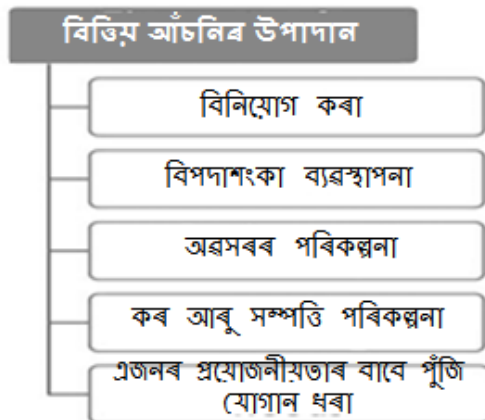 বিত্তিয় আঁচনিৰ উপাদান
বিনিয়োগ কৰা
বিপদাশংকা ব্যৱস্থাপনা
অৱসৰৰ পৰিকল্পনা
কৰ আৰু সম্পত্তি পৰিকল্পনা
এজনৰ প্ৰয়োজনীয়তাৰ বাবে পুঁজি
যোগান ধৰা